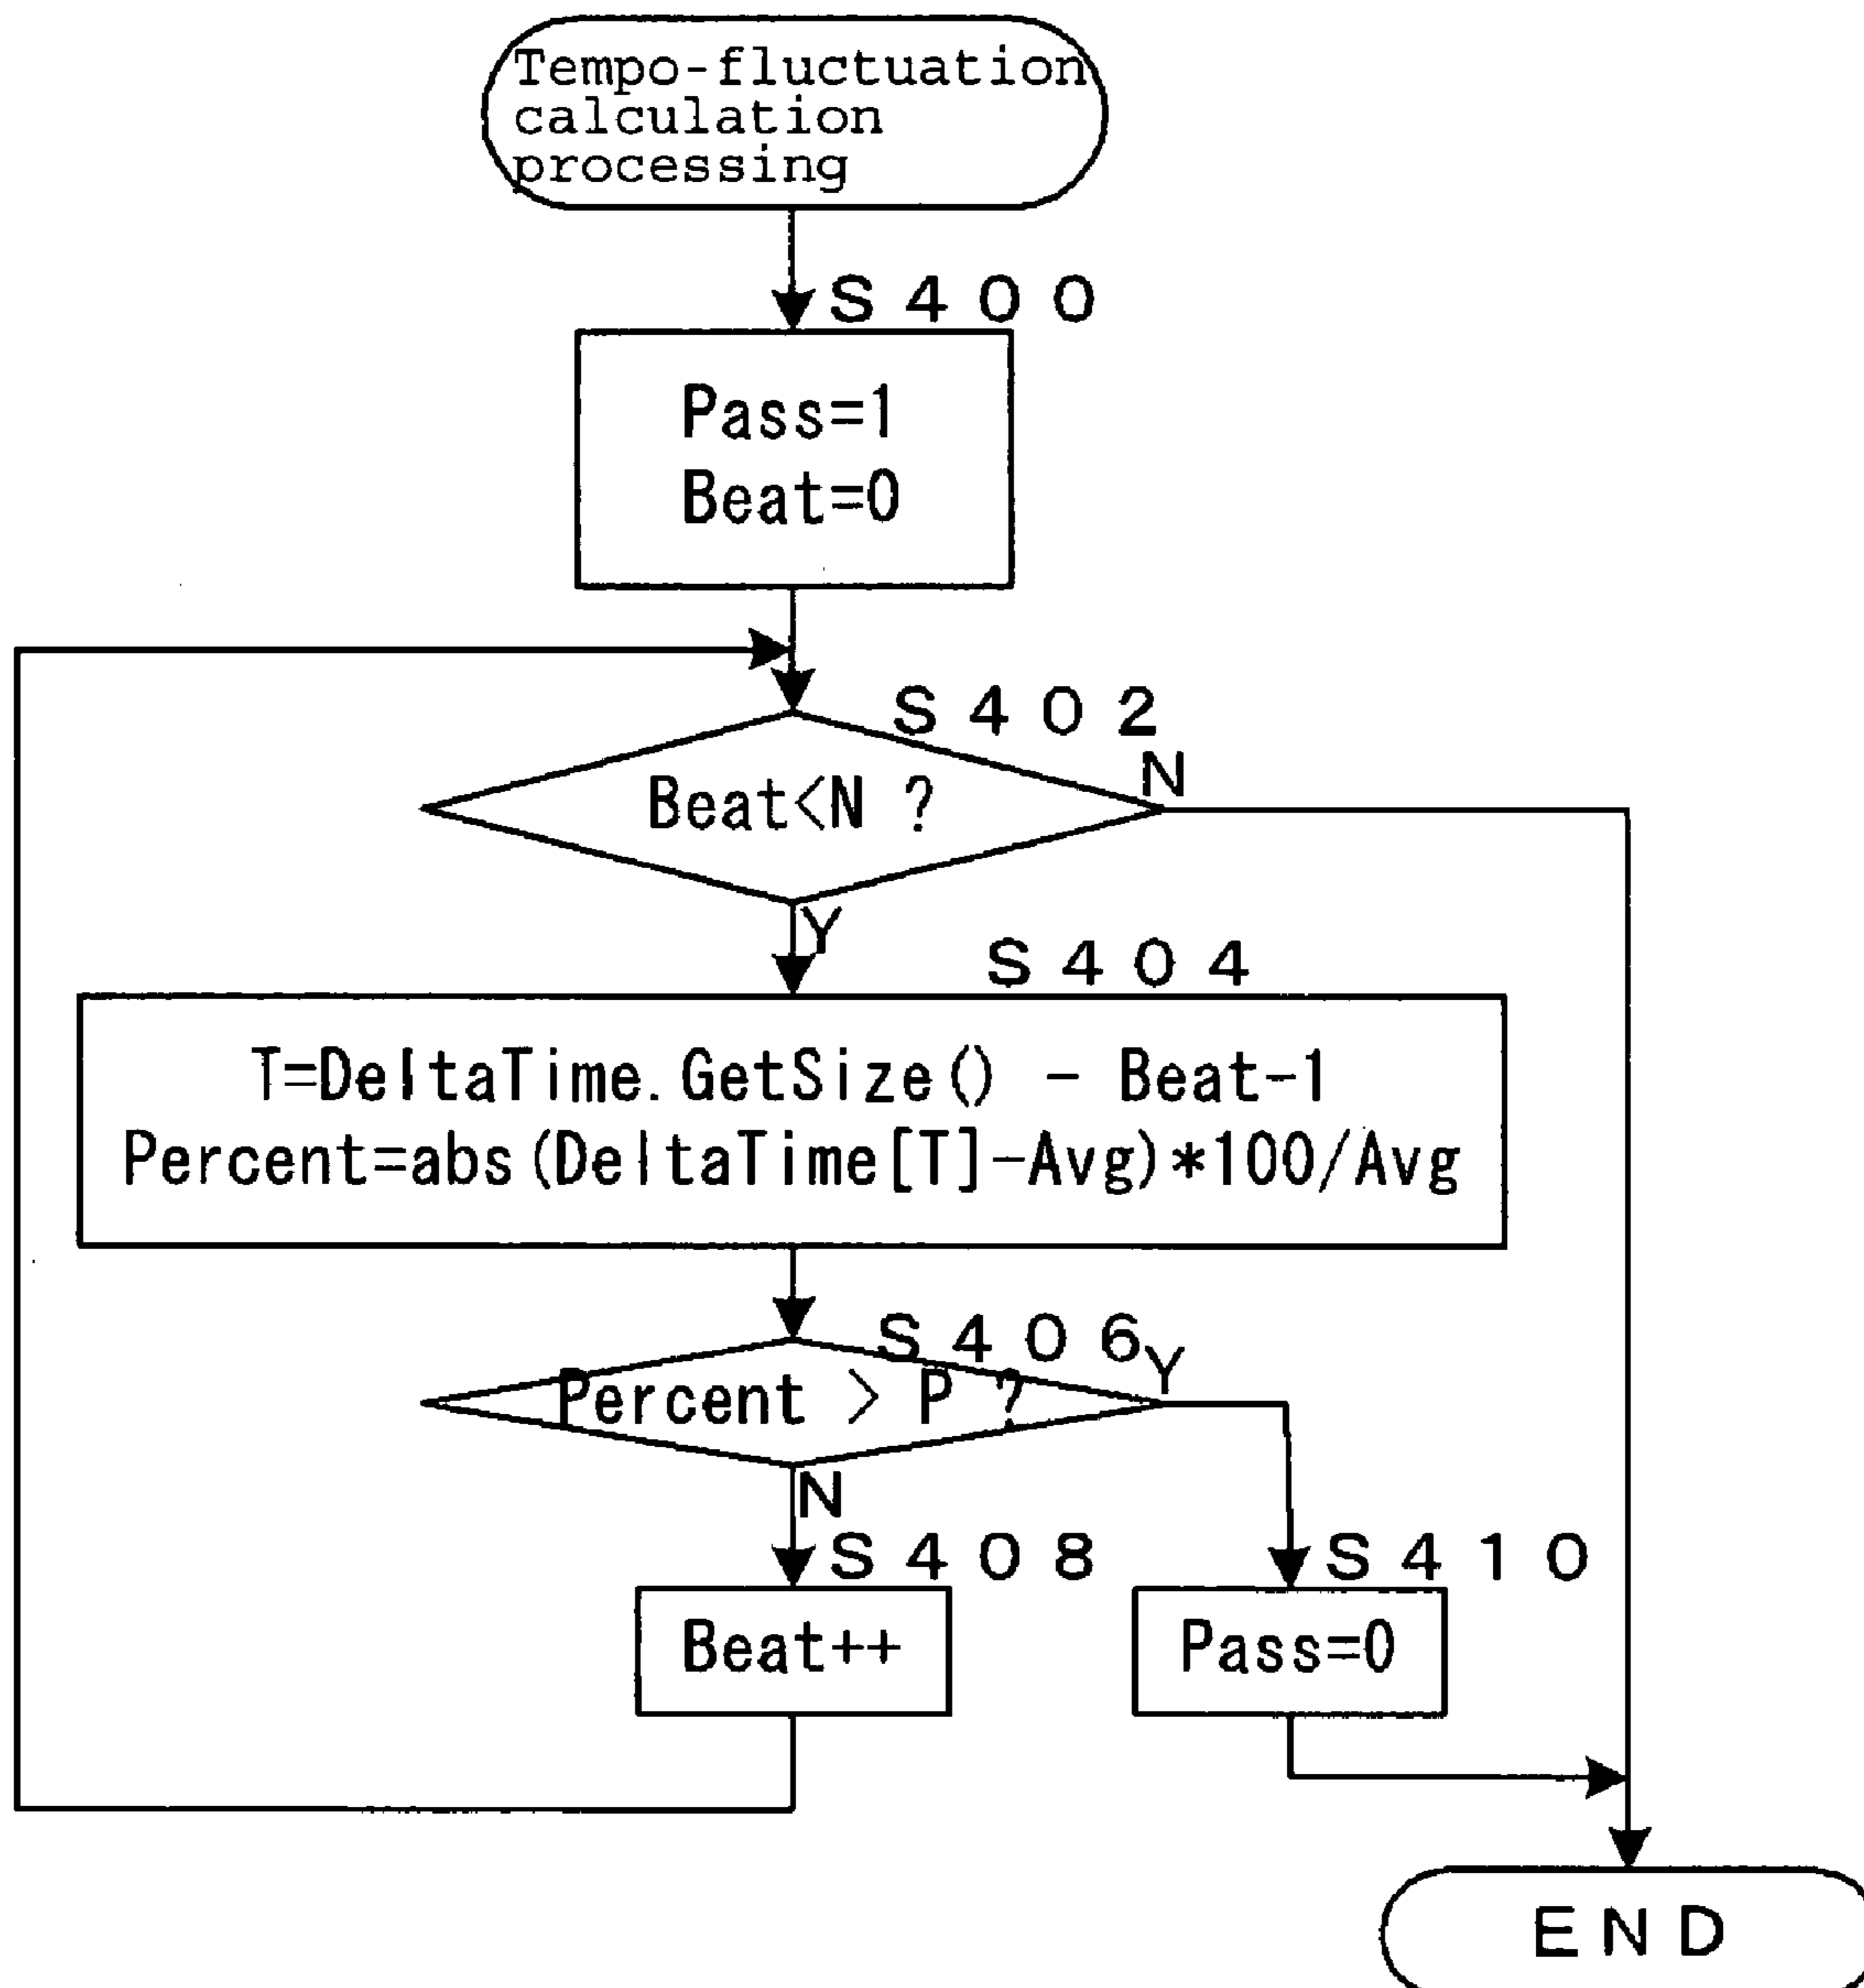 Tempo-fluctuation
calculation
processing
S400
Pass=1
Beat=0
S402
N
Beat<N ?
Y
S404
T=DeltaTime.GetSize() - Beat-1
Percent=abs(DeltaTime[T]-Avg)*100/Avg
S406
Y
Percent > P ?
N
S408
S410
Beat++
Pass=0
END